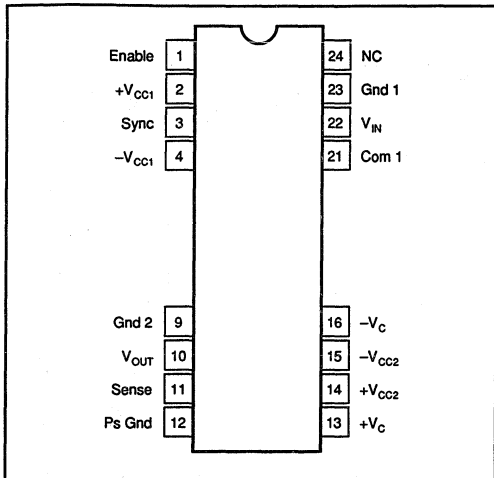 Enable 1 24 NC
+VCC1 2 23 Gnd 1
Sync 3 22 VIN
−VCC1 4 21 Com 1
Gnd 2 9 16 −VC
VOUT 10 15 −VCC2
Sense 11 14 +VCC2
Ps Gnd 12 13 +VC